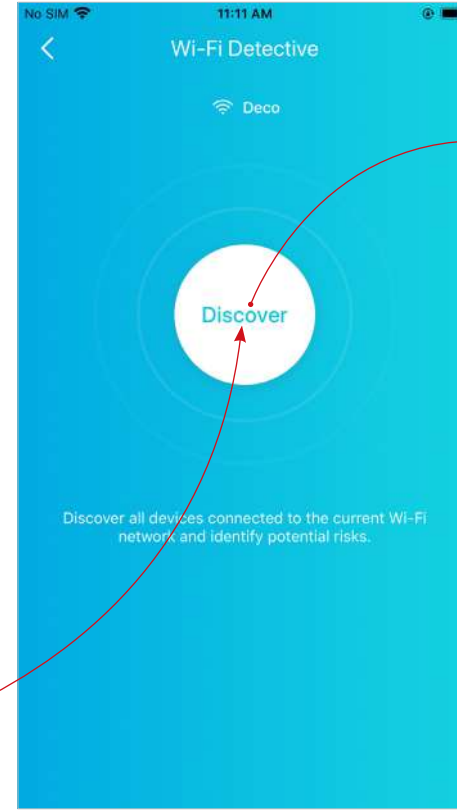 No SIM 11:11 AM
Wi-Fi Detective
Deco
Discover
Discover all devices connected to the current Wi-Fi
network and identify potential risks.